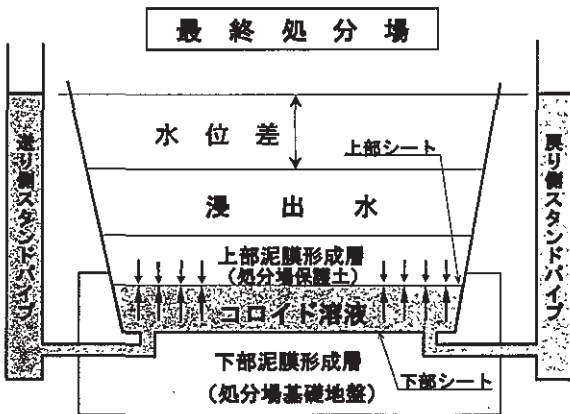 最終処分場
水位差
上部シート
浸出水
送り側スタンドパイプ
戻り側スタンドパイプ
上部泥膜形成層
(処分場保護土)
コロイド溶液
下部泥膜形成層
(処分場基礎地盤)
下部シート